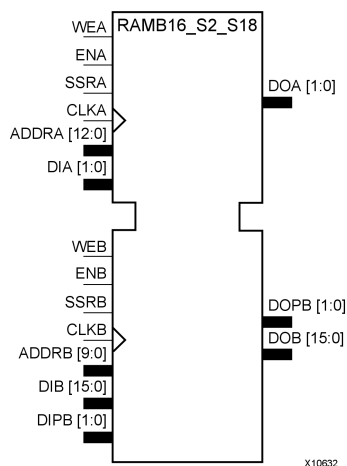 RAMB16_S2_S18
WEA
ENA
SSRA
CLKA
ADDRA [12:0]
DIA [1:0]
DOA [1:0]
WEB
ENB
SSRB
CLKB
ADDRB [9:0]
DIB [15:0]
DIPB [1:0]
DOPB [1:0]
DOB [15:0]
X10632